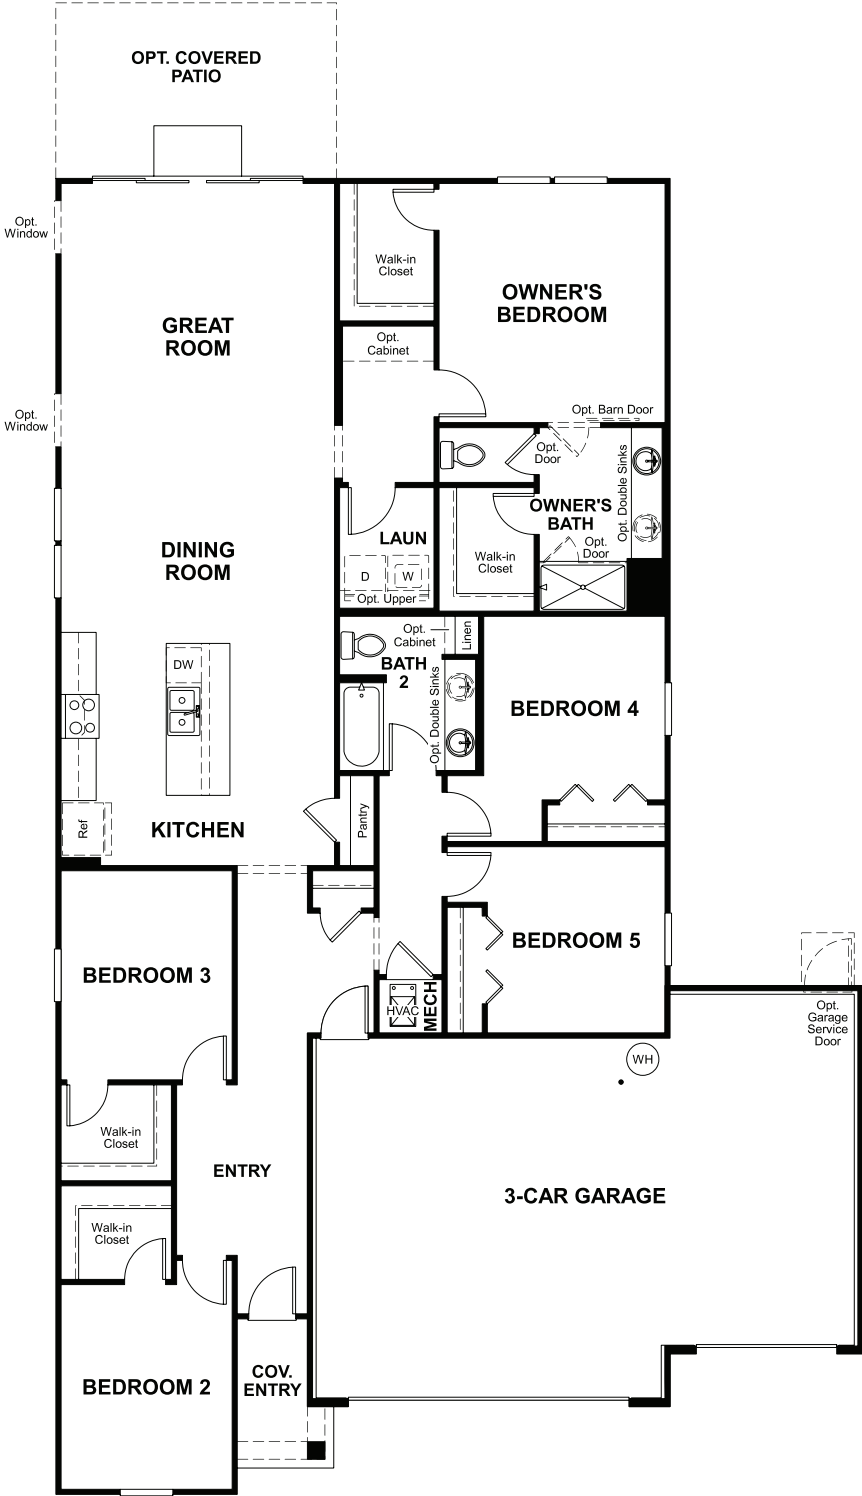 OPT. COVERED
PATIO
Opt.
Window
Walk-in
Closet
OWNER'S
BEDROOM
GREAT
ROOM
Opt.
Cabinet
Opt.
Window
Opt. Barn Door
Opt.
Door
Opt. Double Sinks
OWNER'S
BATH
LAUN
DINING
ROOM
Walk-in
Closet
Opt.
Door
D
W
Opt. Upper
Opt.
Cabinet
Linen
BATH
2
DW
Opt. Double Sinks
BEDROOM 4
Ref
KITCHEN
Pantry
BEDROOM 5
BEDROOM 3
HVAC
MECH
Opt.
Garage
Service
Door
WH
Walk-in
Closet
ENTRY
3-CAR GARAGE
Walk-in
Closet
COV.
ENTRY
BEDROOM 2